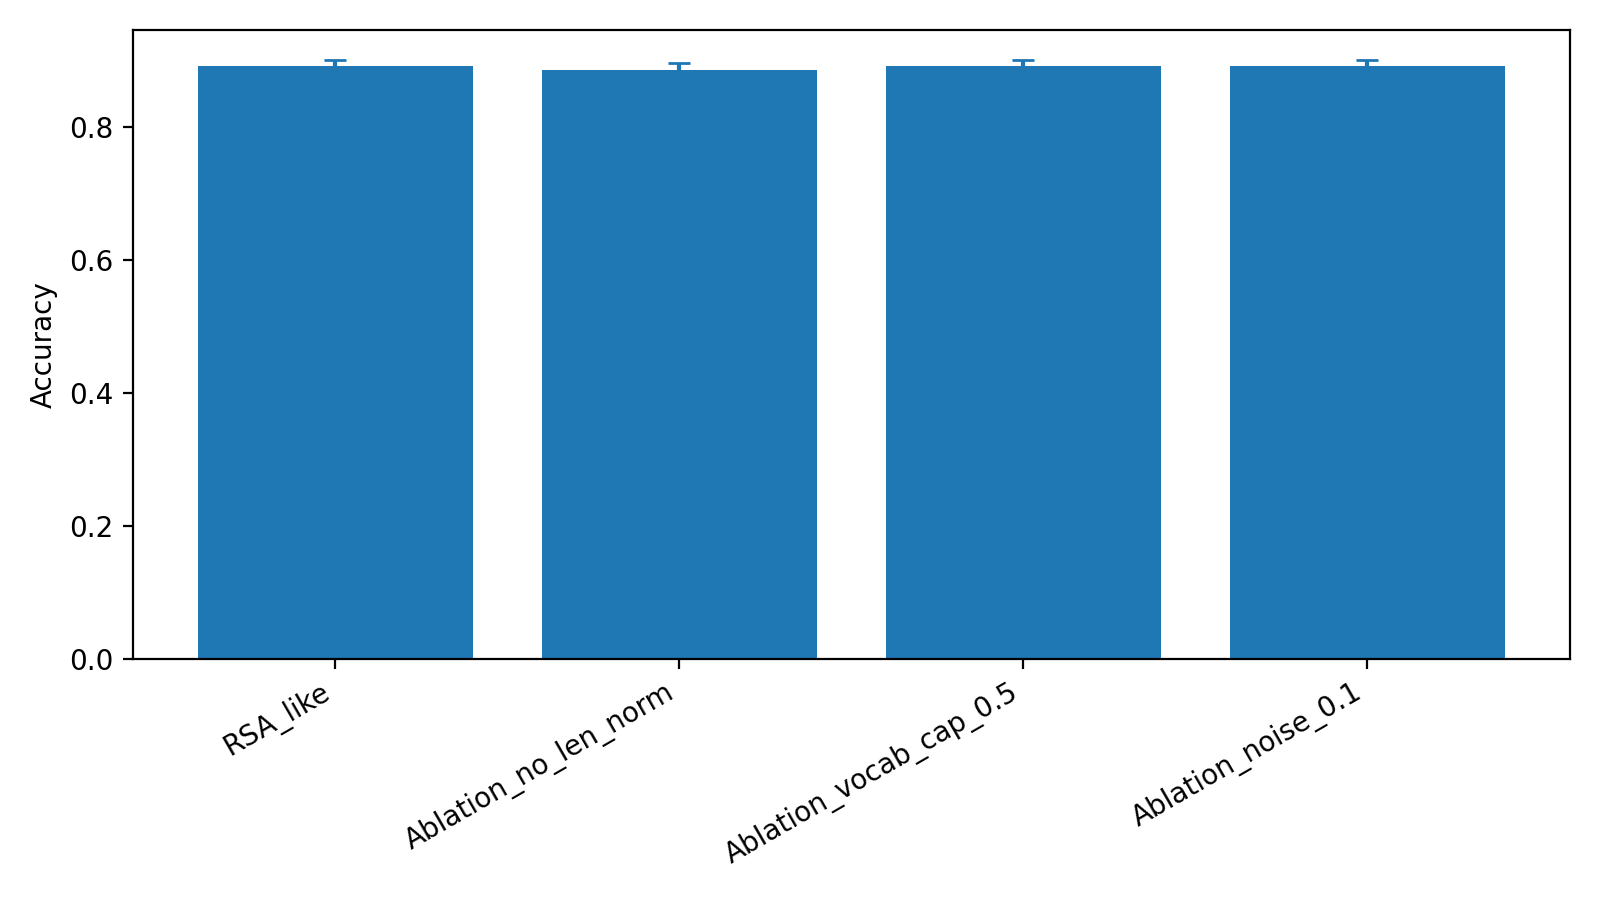 Accuracy
0.8
0.6
0.4
0.2
0.0
RSA_like
Ablation_no_len_norm
Ablation_vocab_cap_0.5
Ablation_noise_0.1